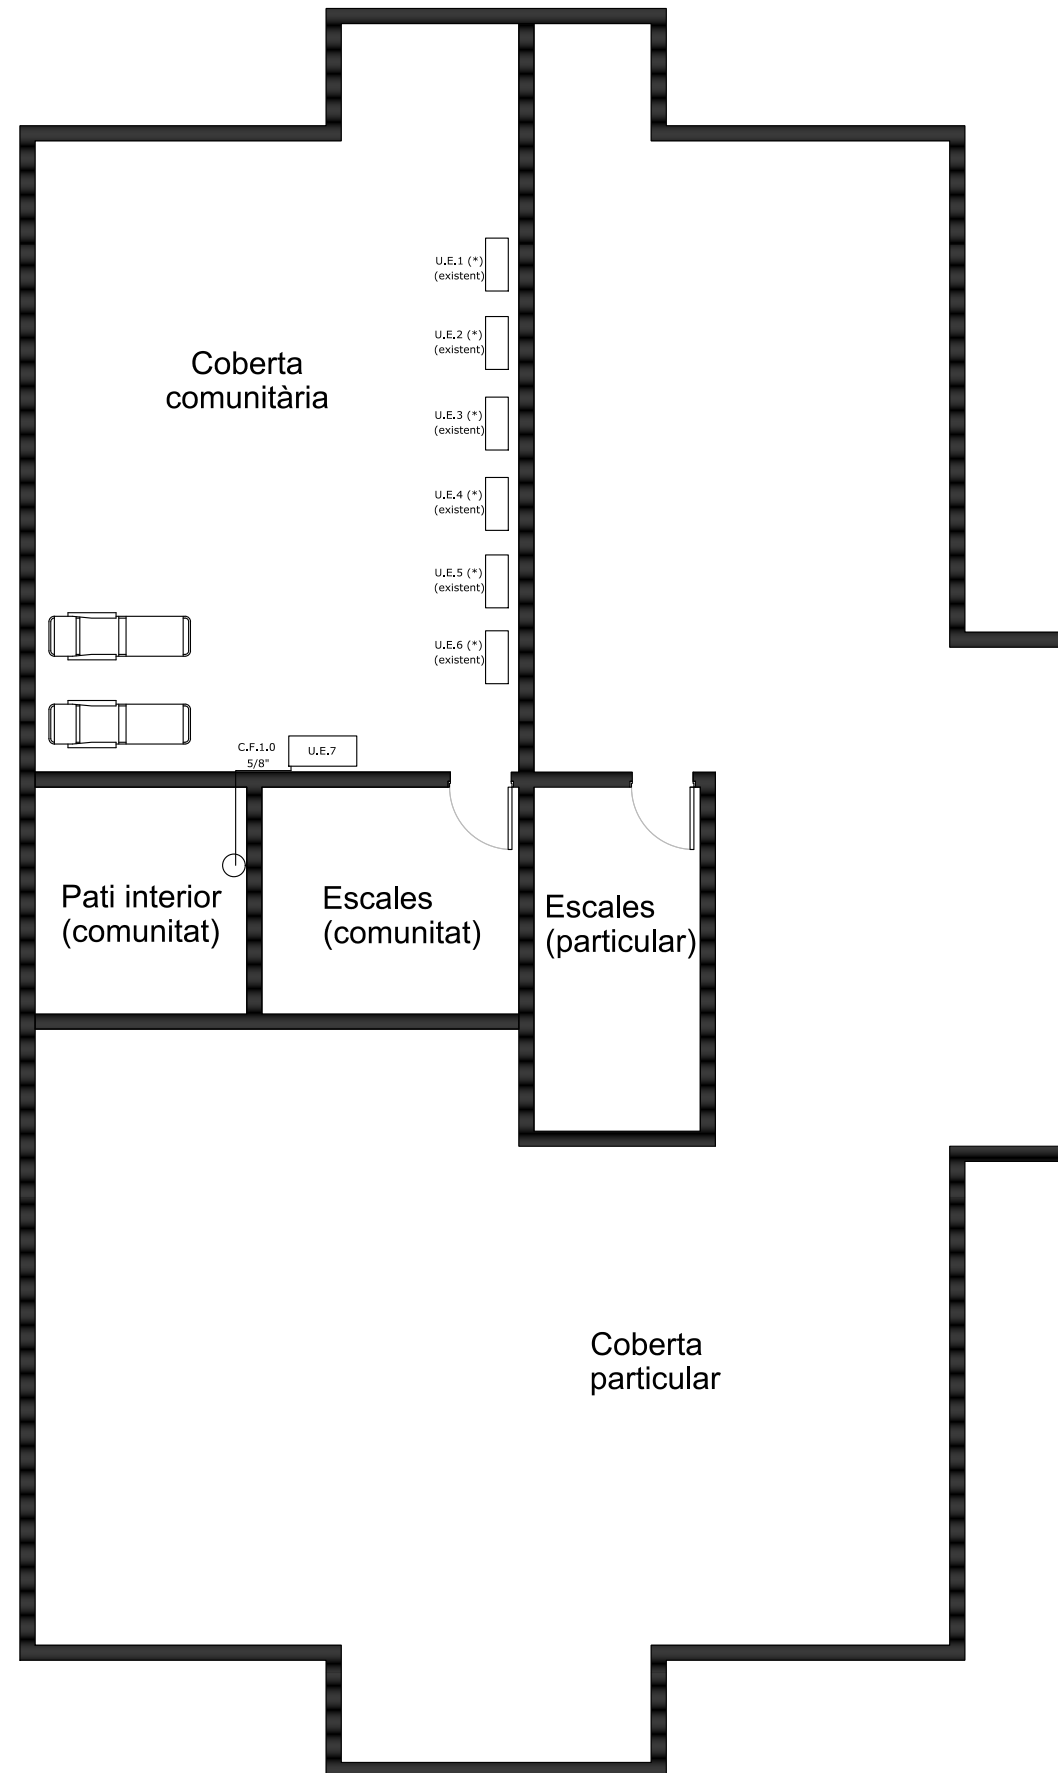 U.E.1 (*)
(existent)
U.E.2 (*)
(existent)
Coberta
comunitària
U.E.3 (*)
(existent)
U.E.4 (*)
(existent)
U.E.5 (*)
(existent)
U.E.6 (*)
(existent)
C.F.1.0
5/8"
U.E.7
Pati interior
(comunitat)
Escales
(comunitat)
Escales
(particular)
Coberta
particular